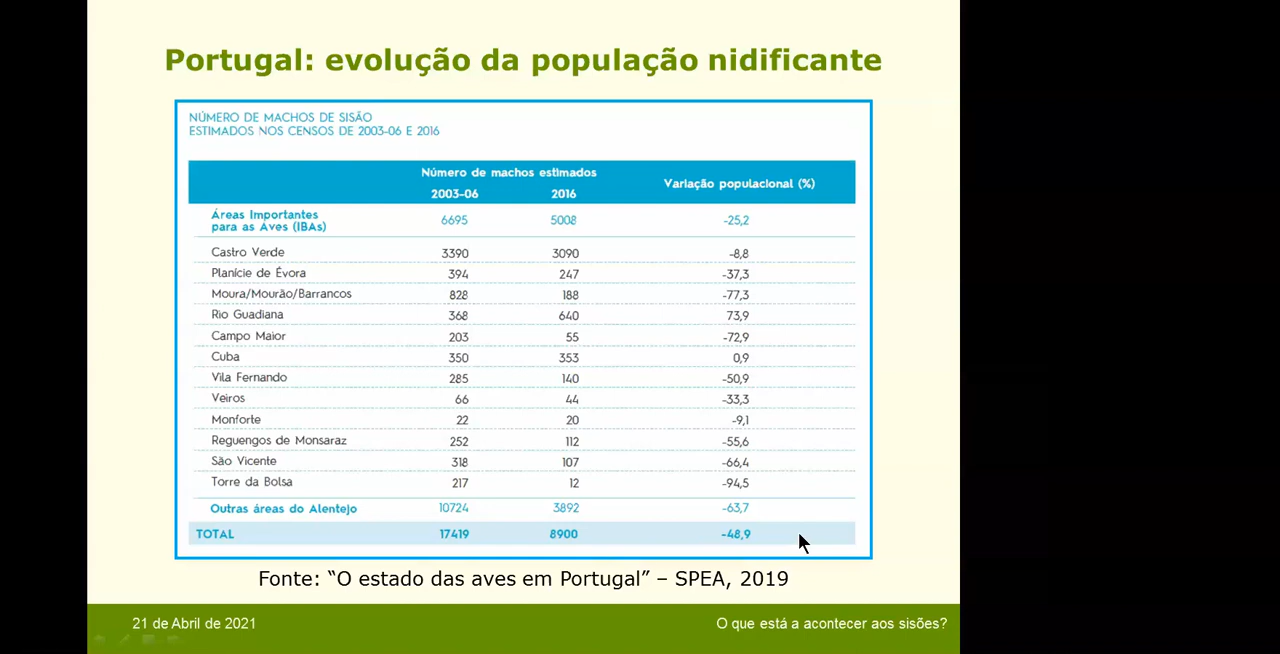 Portugal: evolução da população nidificante
NÚMERO DE MACHOS DE SISÃO
ESTIMADOS NOS CENSOS DE 2003-06 E 2016
Número de machos estimados
2003-06 2016 Variação populacional (%)
Áreas Importantes
para as Aves (IBAs) 6695 5008 -25,2
Castro Verde 3390 3090 -8,8
Planície de Évora 394 247 -37,3
Moura/Mourão/Barrancos 828 188 -77,3
Rio Guadiana 368 640 73,9
Campo Maior 203 55 -72,9
Cuba 350 353 0,9
Vila Fernando 285 140 -50,9
Veiros 66 44 -33,3
Monforte 22 20 -9,1
Reguengos de Monsaraz 252 112 -55,6
São Vicente 318 107 -66,4
Torre da Bolsa 217 12 -94,5
Outras áreas do Alentejo 10724 3892 -63,7
TOTAL 17419 8900 -48,9
Fonte: “O estado das aves em Portugal” – SPEA, 2019
21 de Abril de 2021 O que está a acontecer aos sisões?